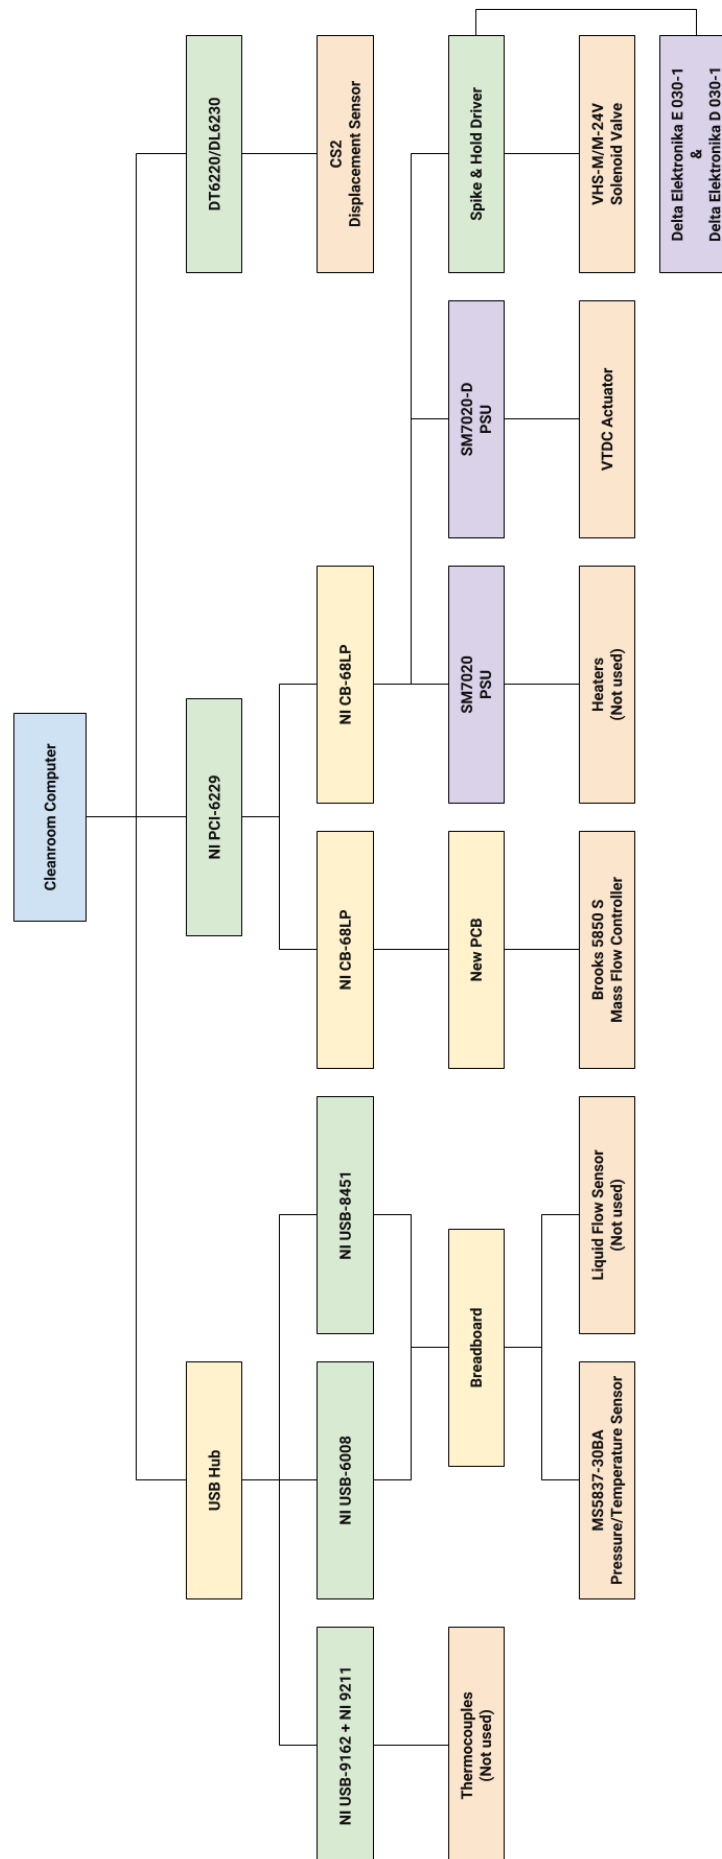 Cleanroom Computer
USB Hub
NI PCI-6229
DT6220/DL6230
NI USB-9162 + NI 9211
NI USB-6008
NI USB-8451
NI CB-68LP
NI CB-68LP
CS2
Displacement Sensor
Thermocouples
(Not used)
Breadboard
New PCB
SM7020
PSU
SM7020-D
PSU
Spike & Hold Driver
MS5837-30BA
Pressure/Temperature Sensor
Liquid Flow Sensor
(Not used)
Brooks 5850 S
Mass Flow Controller
Heaters
(Not used)
VTDC Actuator
VHS-M/M-24V
Solenoid Valve
Delta Elektronika E 030-1
&
Delta Elektronika D 030-1